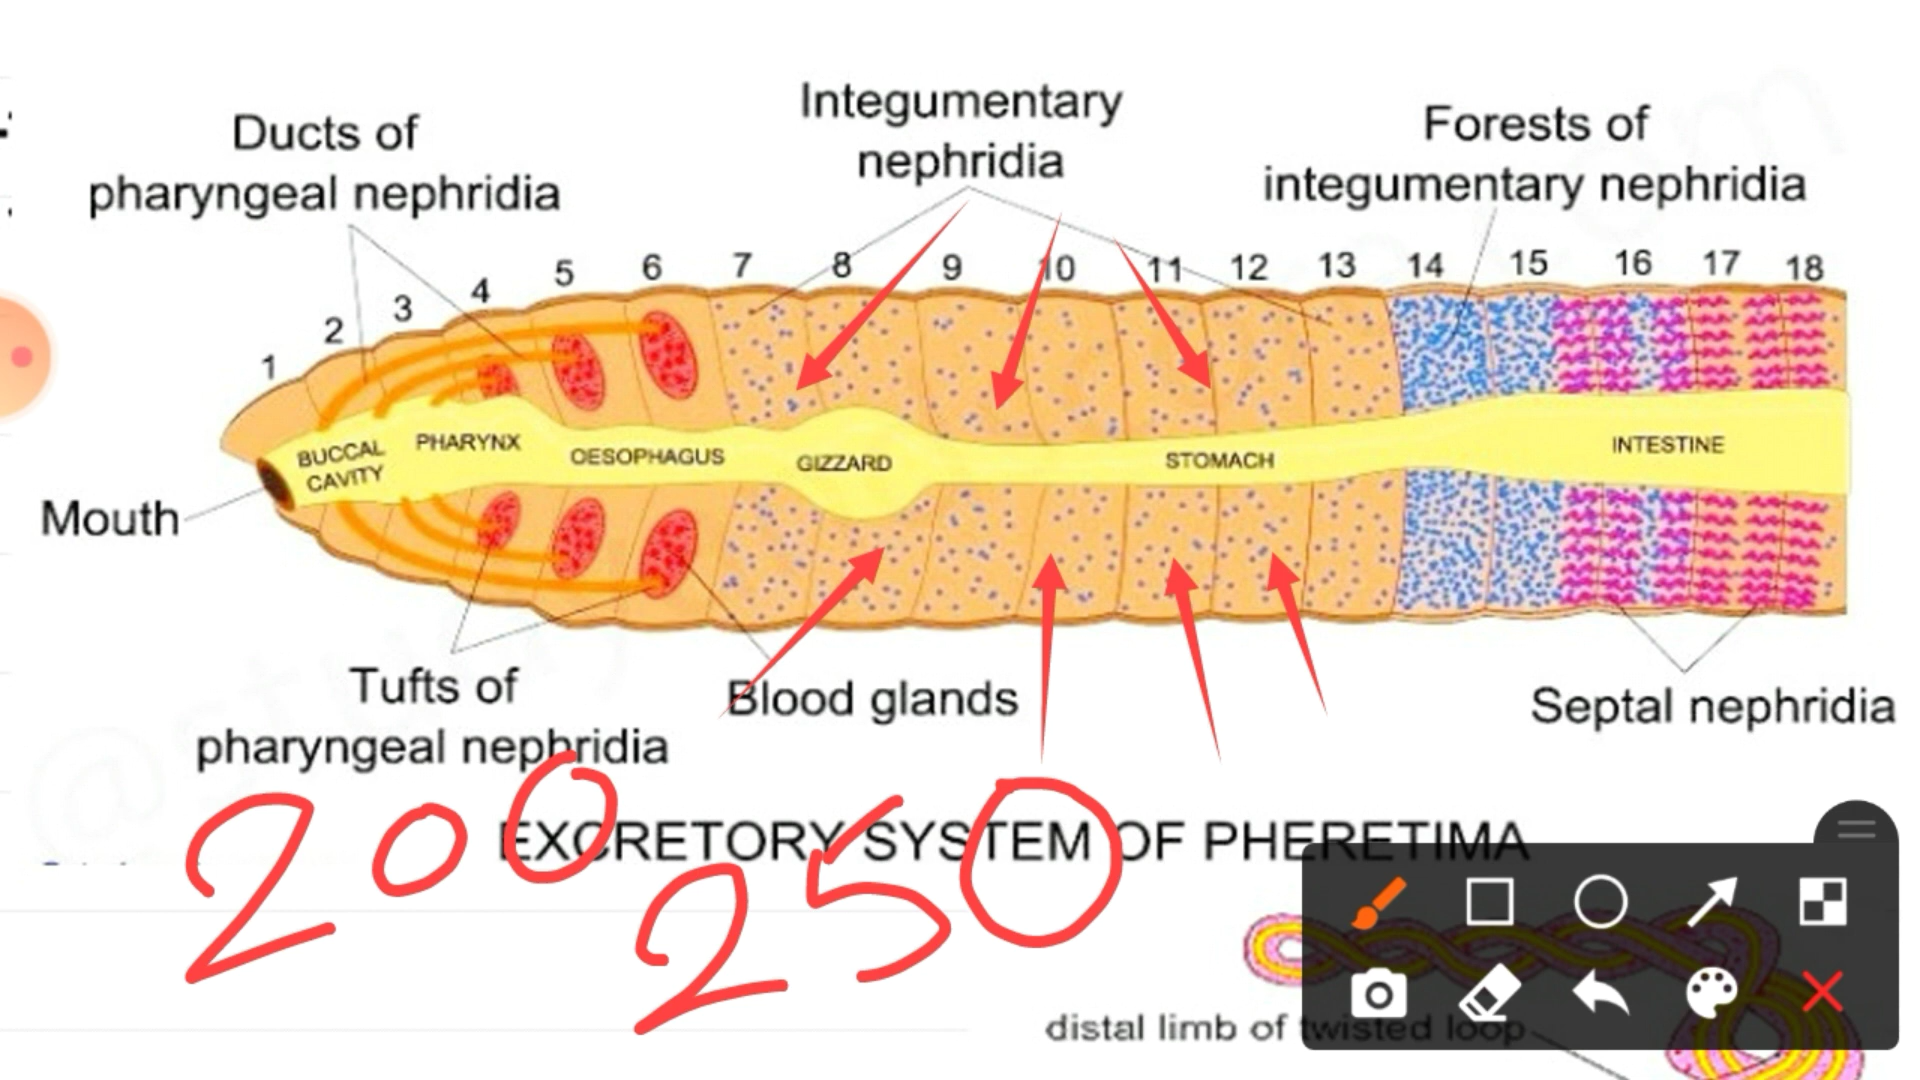 Integumentary
nephridia
Ducts of
pharyngeal nephridia
Forests of
integumentary nephridia
1 2 3 4 5 6 7 8 9 10 11 12 13 14 15 16 17 18
BUCCAL
CAVITY
PHARYNX
OESOPHAGUS
GIZZARD
STOMACH
INTESTINE
Mouth
Tufts of
pharyngeal nephridia
Blood glands
Septal nephridia
200
250
EXCRETORY SYSTEM OF PHERETIMA
distal limb of twisted loop